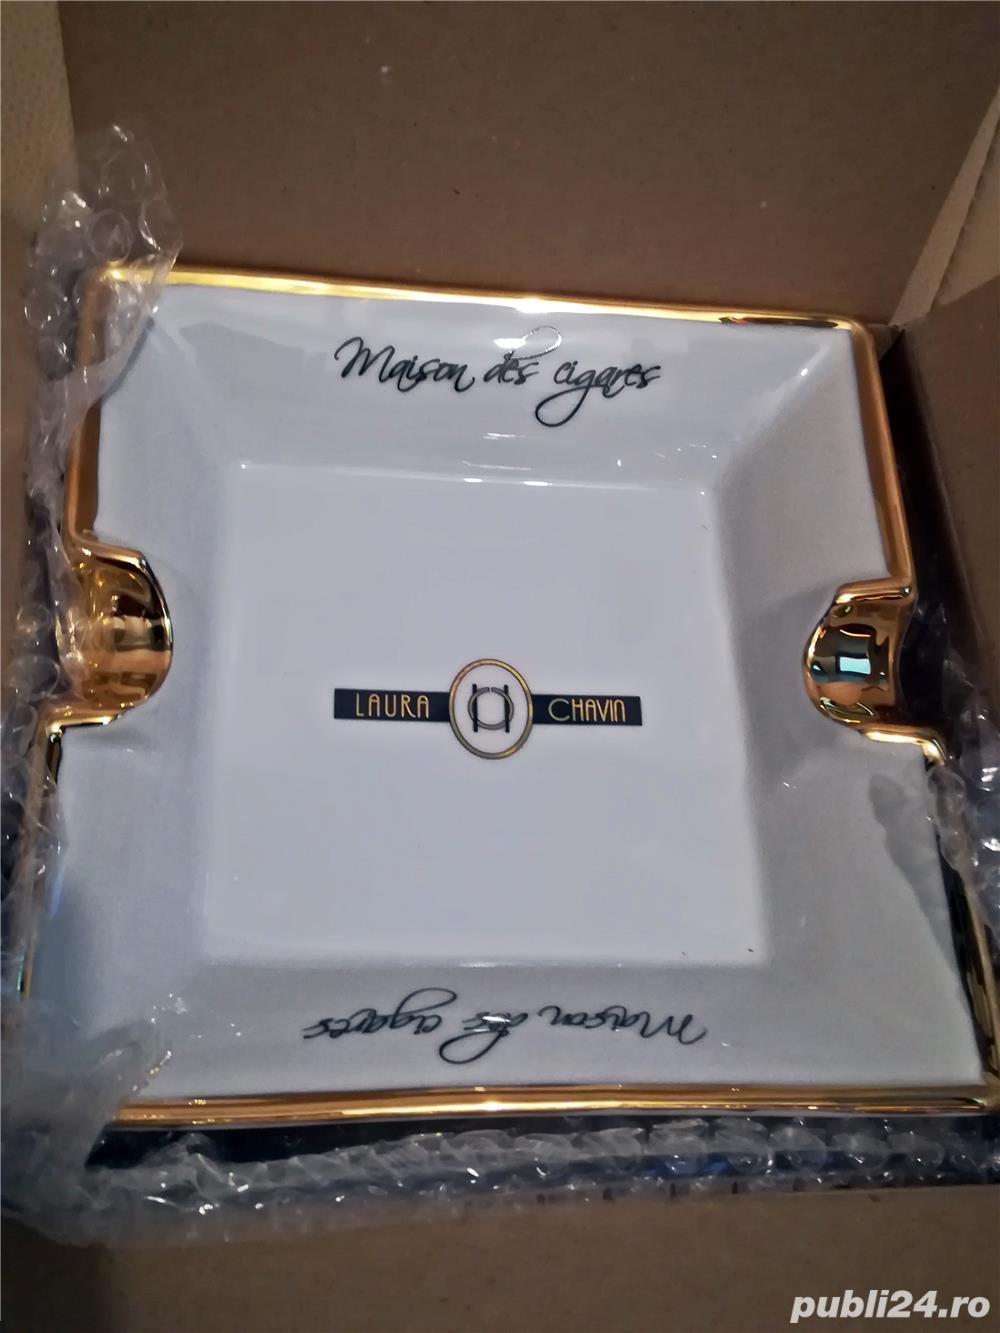 Maison des cigares
LAURA CHAVIN
Maison des cigares
publi24.ro